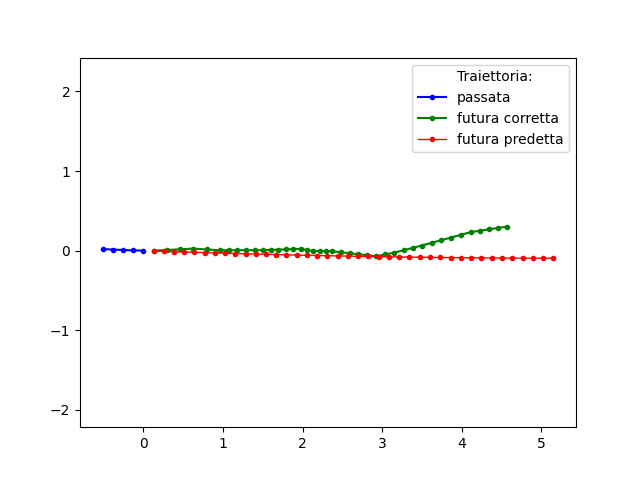 Traiettoria:
passata
futura corretta
futura predetta
2
1
0
−1
−2
0 1 2 3 4 5